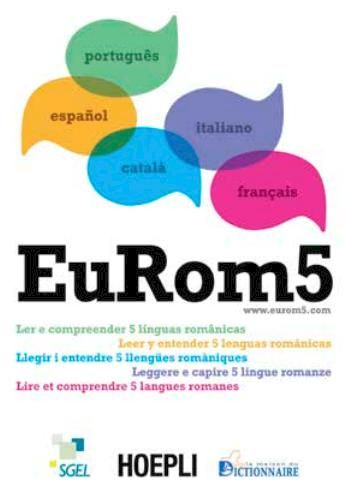 português
español
italiano
català
français
EuRom5
www.eurom5.com
Ler e compreender 5 línguas românicas
Leer y entender 5 lenguas románicas
Llegir i entendre 5 llengües romàniques
Leggere e capire 5 lingue romanze
Lire et comprendre 5 langues romanes
SGEL
HOEPLI
la maison du
DICTIONNAIRE